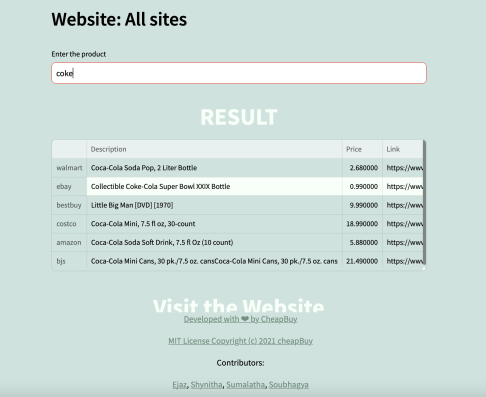 Website: All sites
Enter the product
coke
RESULT
Description Price Link
walmart Coca-Cola Soda Pop, 2 Liter Bottle 2.680000 https://www
ebay Collectible Coke-Cola Super Bowl XXIX Bottle 0.990000 https://www
bestbuy Little Big Man [DVD] [1970] 9.990000 https://www
costco Coca-Cola Mini, 7.5 fl oz, 30-count 18.990000 https://www
amazon Coca-Cola Soda Soft Drink, 7.5 fl Oz (10 count) 5.880000 https://www
bjs Coca-Cola Mini Cans, 30 pk./7.5 oz. cansCoca-Cola Mini Cans, 30 pk./7.5 oz. cans 21.490000 https://www
Visit the Website
Developed with ❤ by CheapBuy
MIT License Copyright (c) 2021 cheapBuy
Contributors:
Ejaz, Shynitha, Sumalatha, Soubhagya